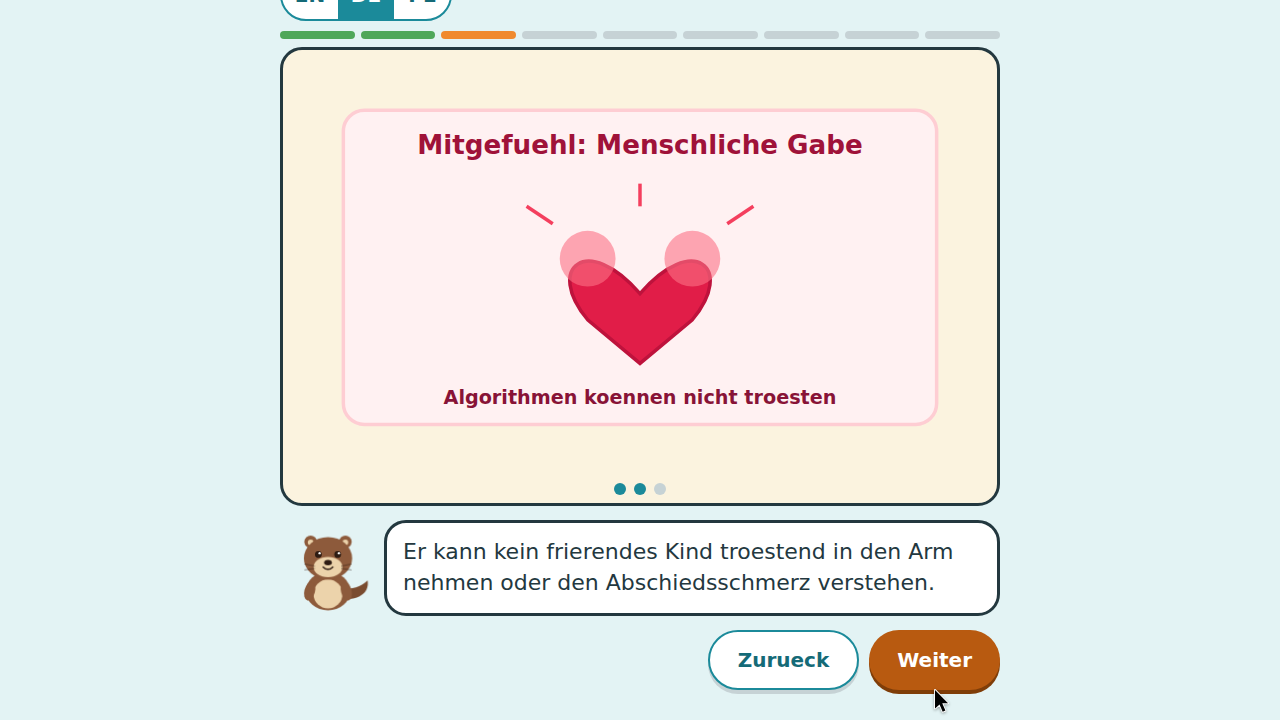 Mitgefuehl: Menschliche Gabe
Algorithmen koennen nicht troesten
Er kann kein frierendes Kind troestend in den Arm
nehmen oder den Abschiedsschmerz verstehen.
Zurueck
Weiter